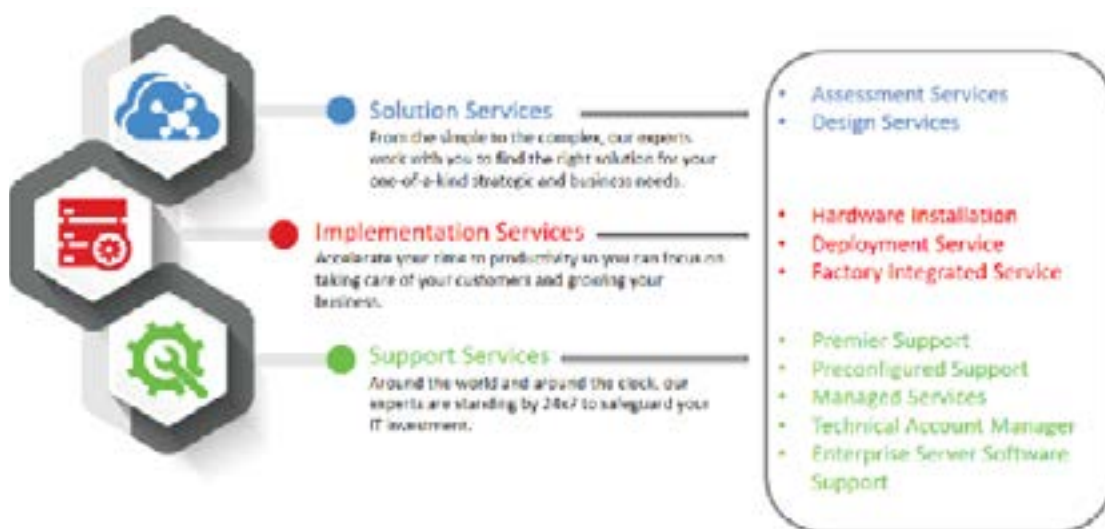 Solution Services
From the simple to the complex, our experts
work with you to find the right solution for your
one-of-a-kind strategic and business needs.
• Assessment Services
• Design Services
Implementation Services
Accelerate your time to productivity so you can focus on
taking care of your customers and growing your
business.
• Hardware Installation
• Deployment Service
• Factory Integrated Service
Support Services
Around the world and around the clock, our
experts are standing by 24x7 to safeguard your
IT investment.
• Premier Support
• Preconfigured Support
• Managed Services
• Technical Account Manager
• Enterprise Server Software
Support